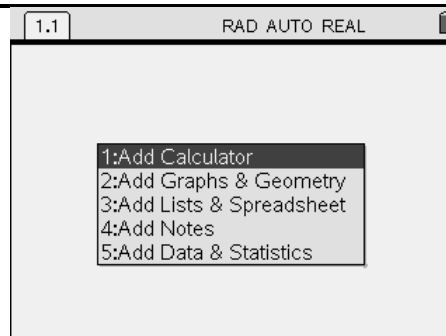 1.1 RAD AUTO REAL
1:Add Calculator
2:Add Graphs & Geometry
3:Add Lists & Spreadsheet
4:Add Notes
5:Add Data & Statistics